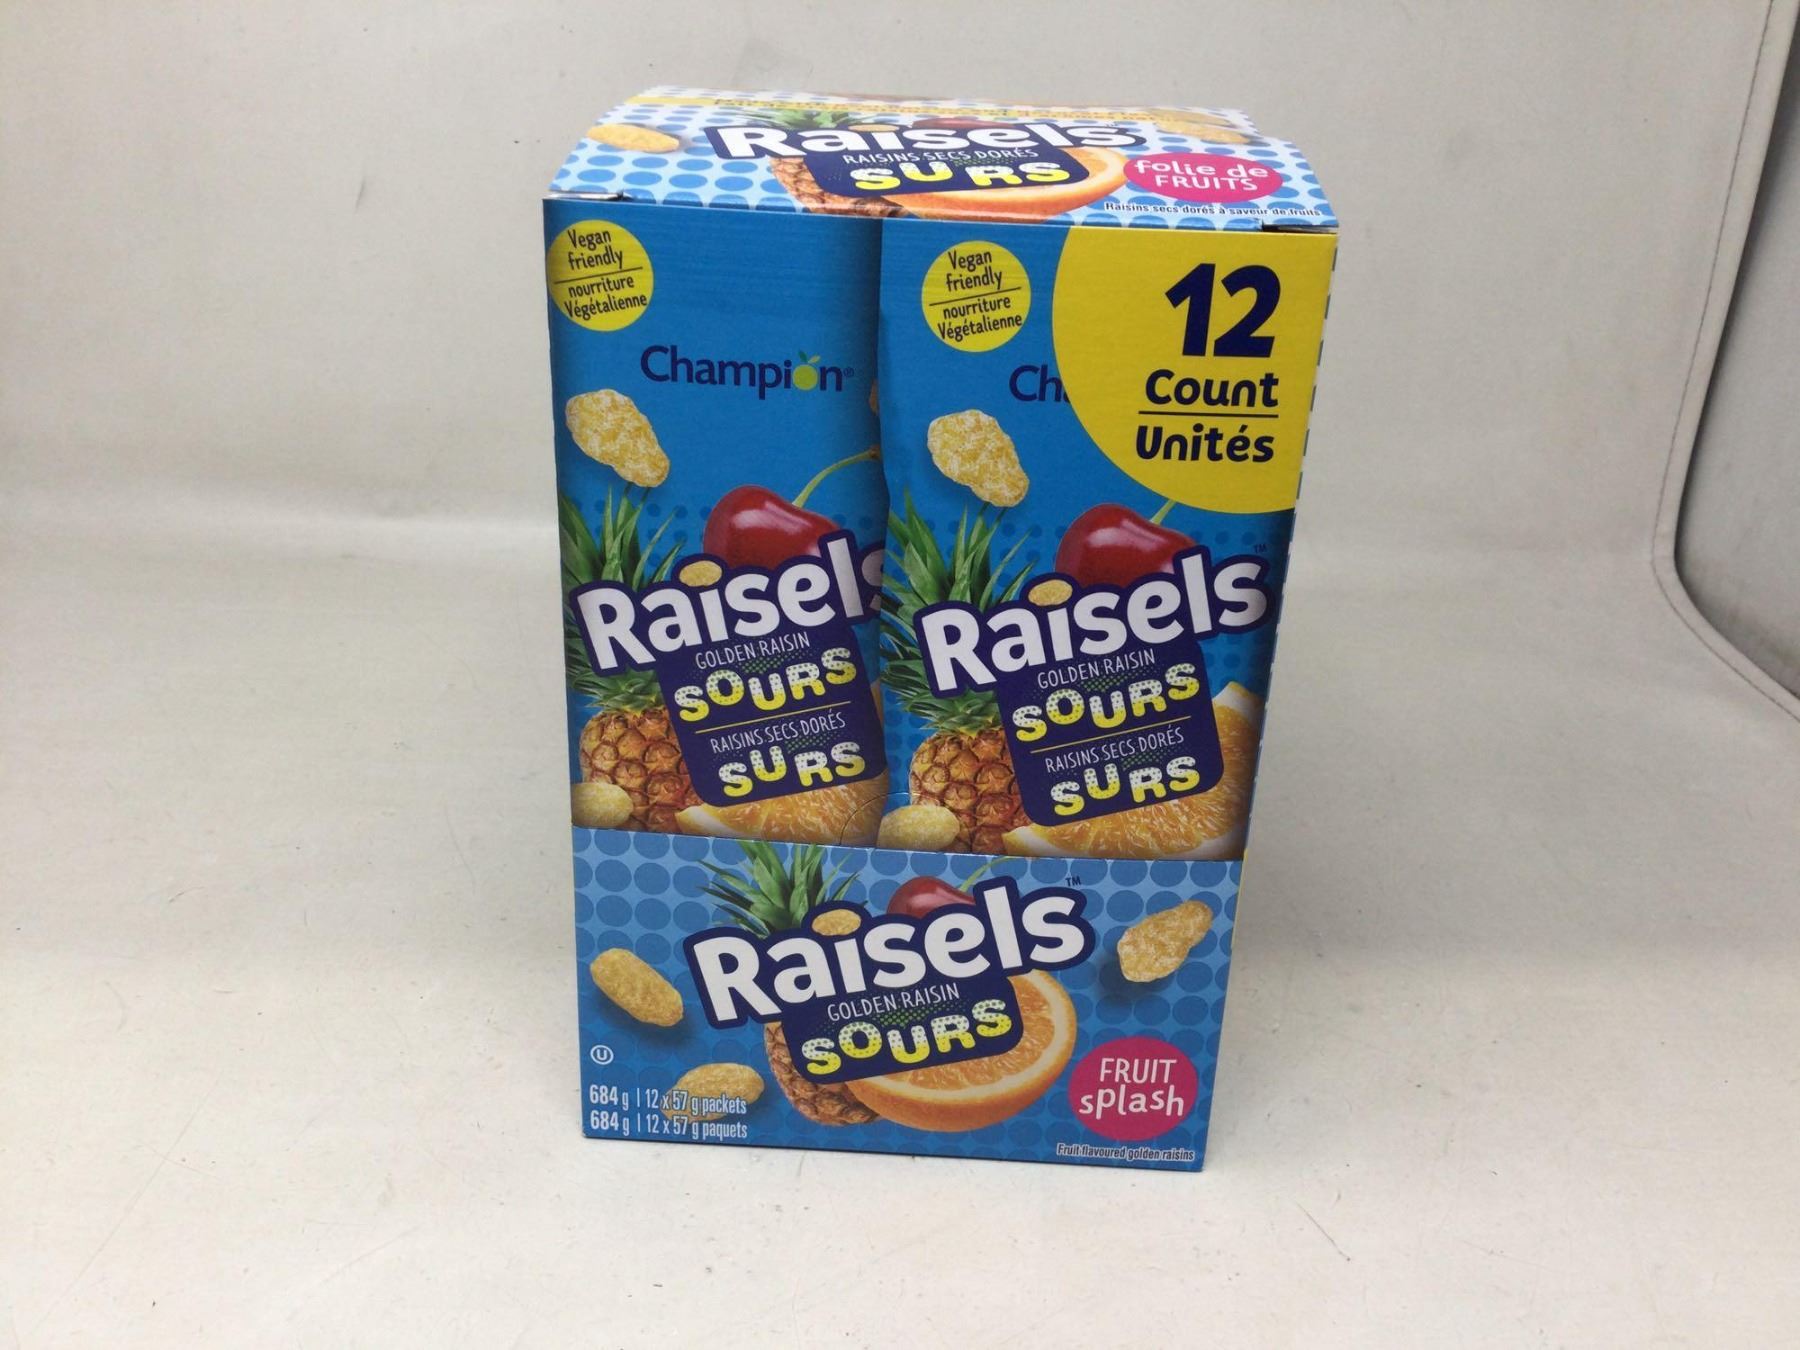 Raisels
RAISINS SECS DORÉS
SURS
folie de
FRUITS
Raisins secs dorés à saveur de fruits
Vegan
friendly
nourriture
Végétalienne
Champion®
Raisels
GOLDEN RAISIN
SOURS
RAISINS SECS DORÉS
SURS
Vegan
friendly
nourriture
Végétalienne
Ch
12
Count
Unités
Raisels™
GOLDEN RAISIN
SOURS
RAISINS SECS DORÉS
SURS
Raisels™
GOLDEN RAISIN
SOURS
U
684 g | 12 x 57 g packets
684 g | 12 x 57 g paquets
FRUIT
splash
Fruit flavoured golden raisins